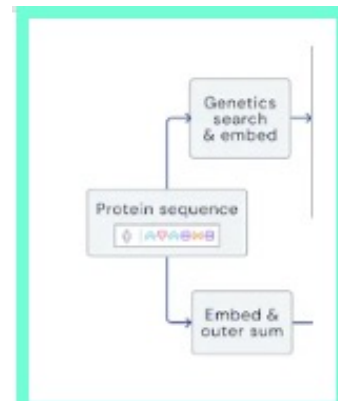 Genetics
search
& embed
Protein sequence
Embed &
outer sum